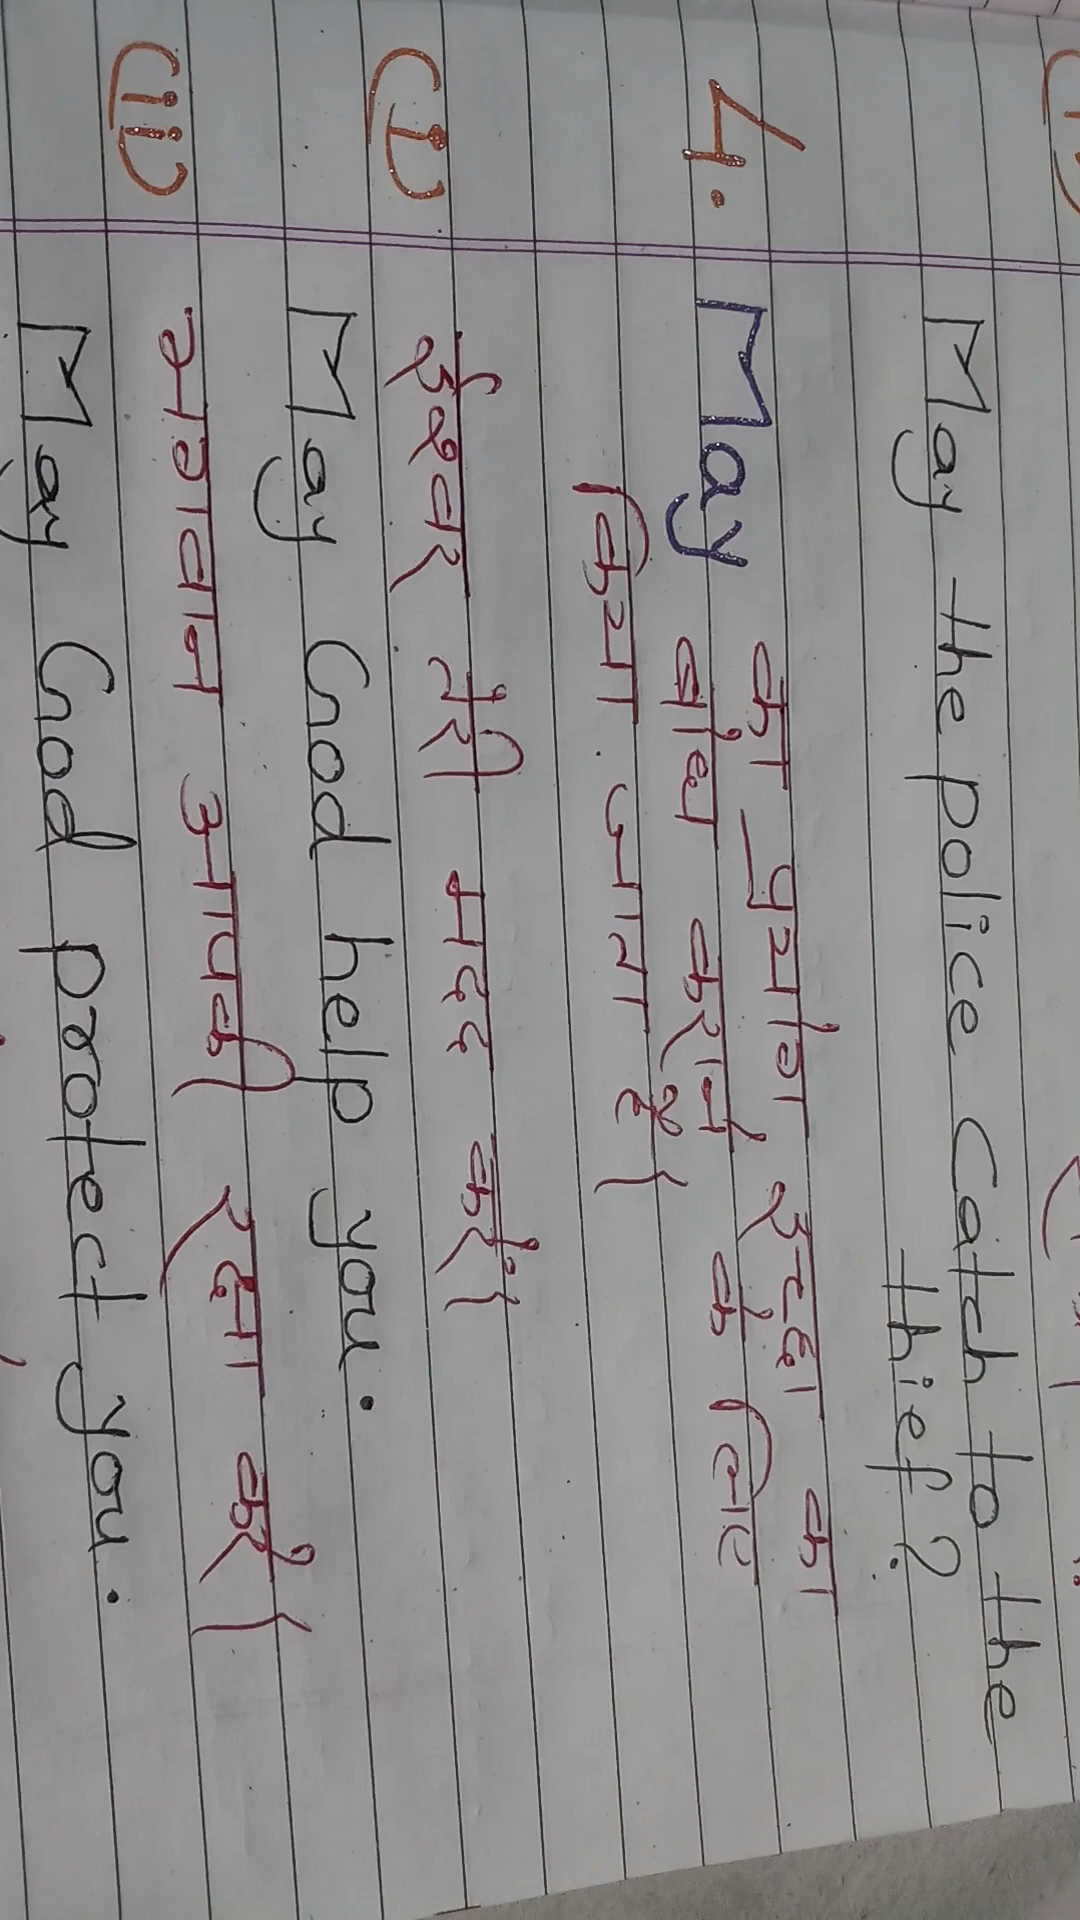 May the police Catch to the
thief?
4. May का प्रयोग इच्छा का
बोध कराने के लिए
किया जाता है।
(i) ईश्वर तेरी मदद करे।
May God help you.
(ii) भगवान आपकी रक्षा करे।
May God protect you.